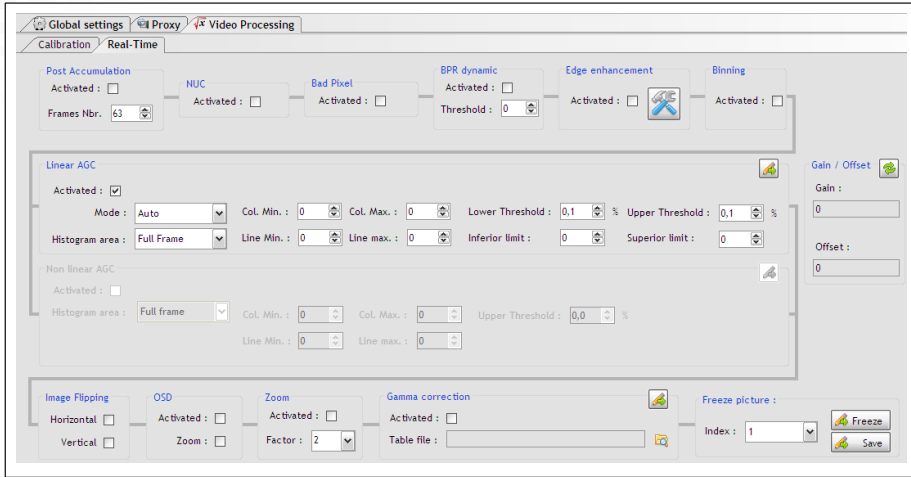 Global settings Proxy Video Processing
Calibration Real-Time
Post Accumulation
Activated :
Frames Nbr. 63
NUC
Activated :
Bad Pixel
Activated :
BPR dynamic
Activated :
Threshold : 0
Edge enhancement
Activated :
Binning
Activated :
Linear AGC
Activated :
Mode : Auto Col. Min. : 0 Col. Max. : 0 Lower Threshold : 0,1 % Upper Threshold : 0,1 %
Histogram area : Full Frame Line Min. : 0 Line max. : 0 Inferior limit : 0 Superior limit : 0
Gain / Offset
Gain :
0
Offset :
0
Non linear AGC
Activated :
Histogram area : Full frame Col. Min. : 0 Col. Max. : 0 Upper Threshold : 0,0 %
Line Min. : 0 Line max. : 0
Image Flipping
Horizontal
Vertical
OSD
Activated :
Zoom :
Zoom
Activated :
Factor : 2
Gamma correction
Activated :
Table file :
Freeze picture :
Index : 1
Freeze
Save